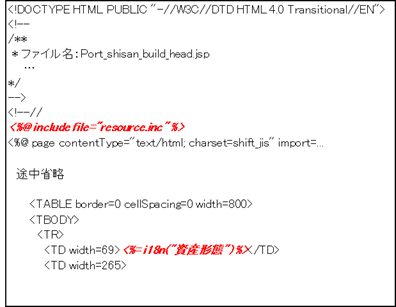 <!DOCTYPE HTML PUBLIC "-//W3C//DTD HTML 4.0 Transitional//EN">
<!--
/**
* ファイル名：Port_shisan_build_head.jsp
…
*/
-->
<!--//
<%@ include file="resource.inc" %>
<%@ page contentType="text/html; charset=shift_jis" import=...
途中省略
<TABLE border=0 cellSpacing=0 width=800>
<TBODY>
<TR>
<TD width=69> <%=i18n("資産形態") %></TD>
<TD width=265>